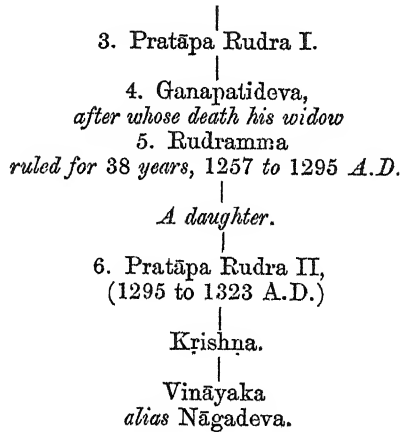 3. Pratāpa Rudra I.
4. Ganapatideva,
after whose death his widow
5. Rudramma
ruled for 38 years, 1257 to 1295 A.D.
A daughter.
6. Pratāpa Rudra II,
(1295 to 1323 A.D.)
Kṛishṇa.
Vināyaka
alias Nāgadeva.